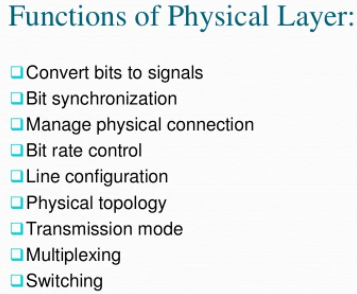 Functions of Physical Layer:
Convert bits to signals
Bit synchronization
Manage physical connection
Bit rate control
Line configuration
Physical topology
Transmission mode
Multiplexing
Switching